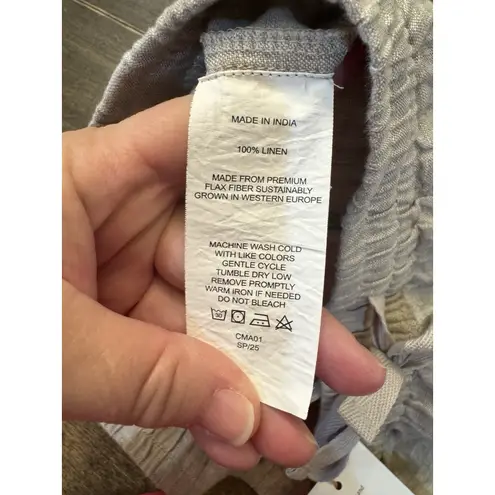 MADE IN INDIA
100% LINEN
MADE FROM PREMIUM
FLAX FIBER SUSTAINABLY
GROWN IN WESTERN EUROPE
MACHINE WASH COLD
WITH LIKE COLORS
GENTLE CYCLE
TUMBLE DRY LOW
REMOVE PROMPTLY
WARM IRON IF NEEDED
DO NOT BLEACH
30
CMA01
SP/25